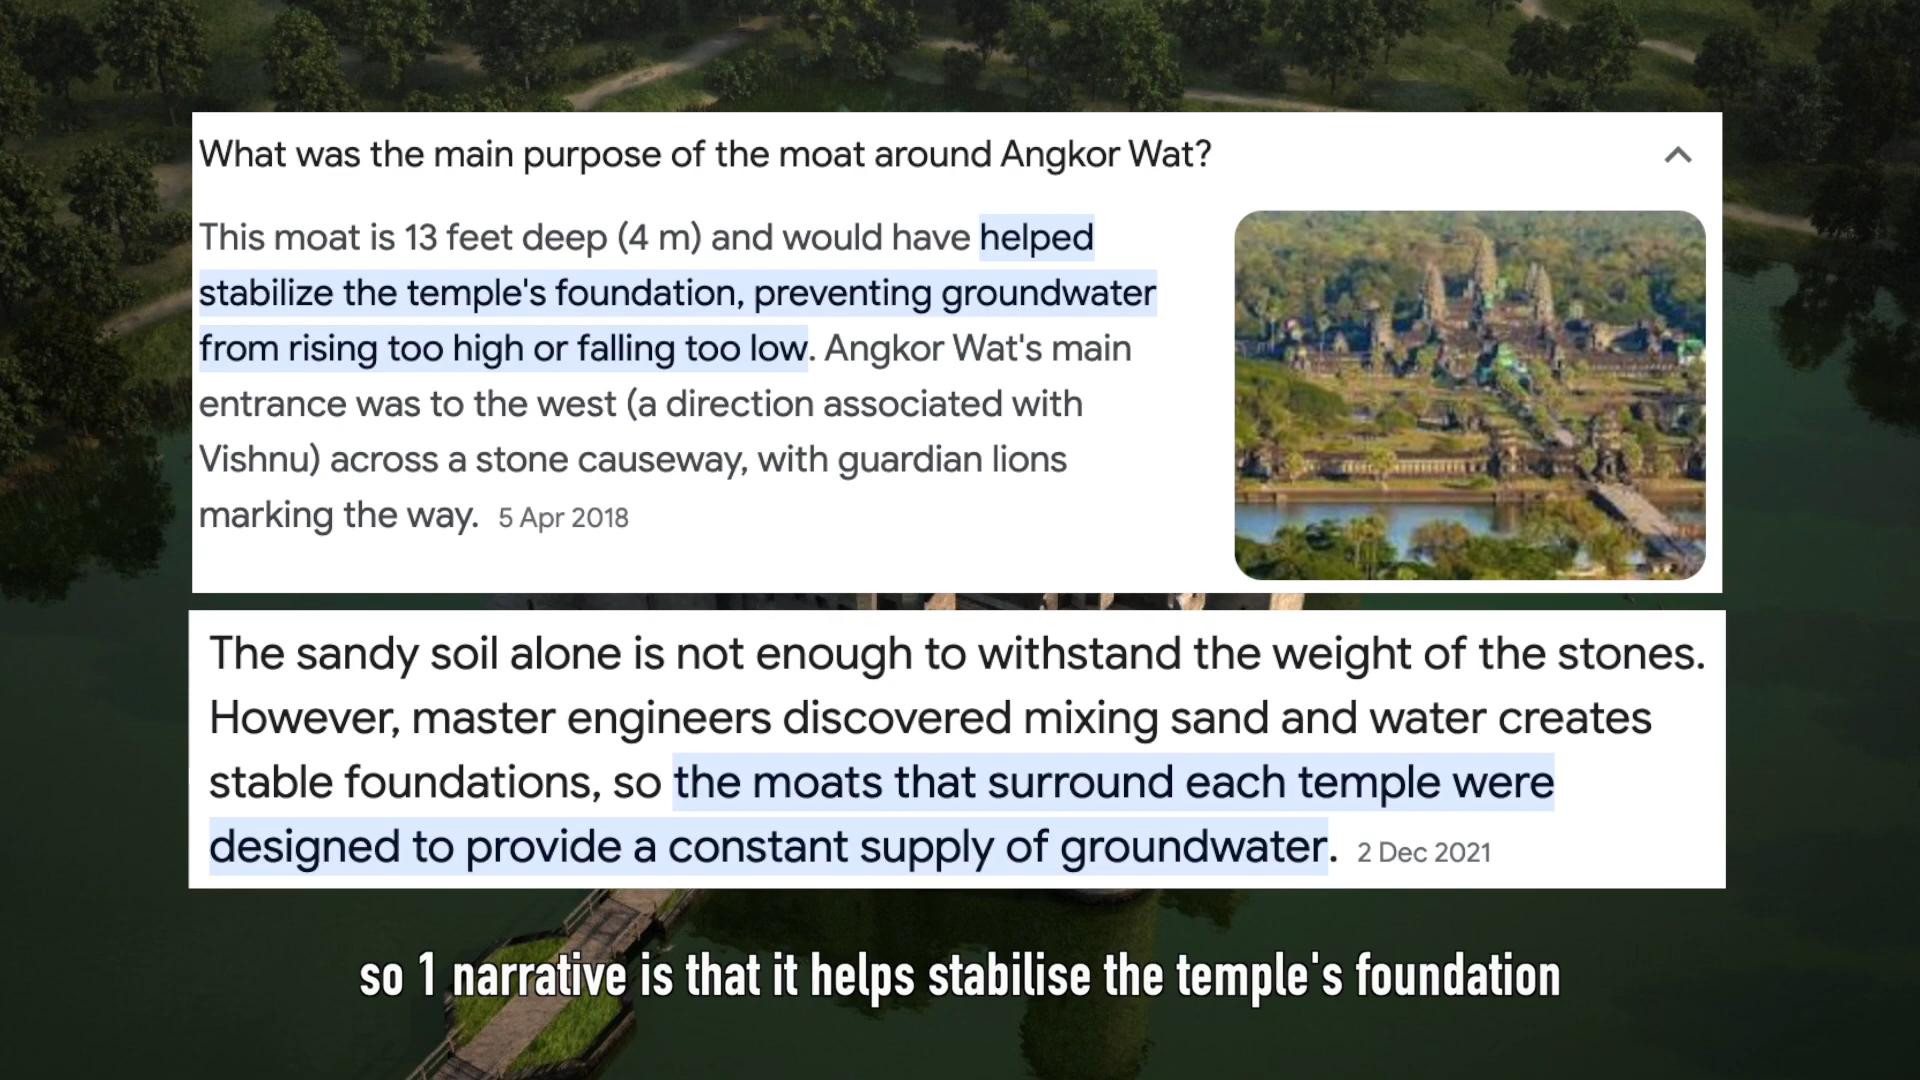 What was the main purpose of the moat around Angkor Wat?
This moat is 13 feet deep (4 m) and would have helped
stabilize the temple's foundation, preventing groundwater
from rising too high or falling too low. Angkor Wat's main
entrance was to the west (a direction associated with
Vishnu) across a stone causeway, with guardian lions
marking the way. 5 Apr 2018
The sandy soil alone is not enough to withstand the weight of the stones.
However, master engineers discovered mixing sand and water creates
stable foundations, so the moats that surround each temple were
designed to provide a constant supply of groundwater. 2 Dec 2021
so 1 narrative is that it helps stabilise the temple's foundation